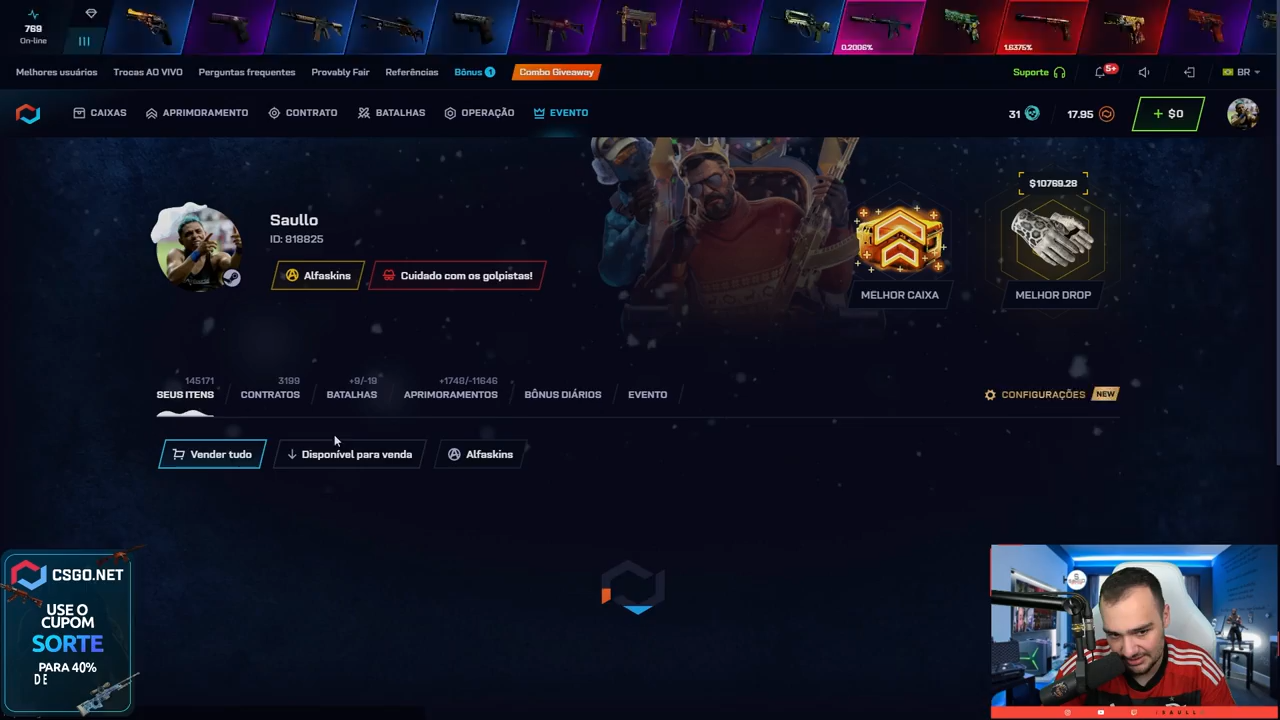 769
On-line
0.2006%
1.6375%
Melhores usuários
Trocas AO VIVO
Perguntas frequentes
Provably Fair
Referências
Bônus 1
Combo Giveaway
Suporte
5+
BR
CAIXAS
APRIMORAMENTO
CONTRATO
BATALHAS
OPERAÇÃO
EVENTO
31
17.95
+ $0
$10769.28
Saullo
ID: 818825
Alfaskins
Cuidado com os golpistas!
MELHOR CAIXA
MELHOR DROP
145171
SEUS ITENS
3199
CONTRATOS
+9/-19
BATALHAS
+1748/-11646
APRIMORAMENTOS
BÔNUS DIÁRIOS
EVENTO
CONFIGURAÇÕES NEW
Vender tudo
Disponível para venda
Alfaskins
CSGO.NET
USE O
CUPOM
SORTE
PARA 40%
DE